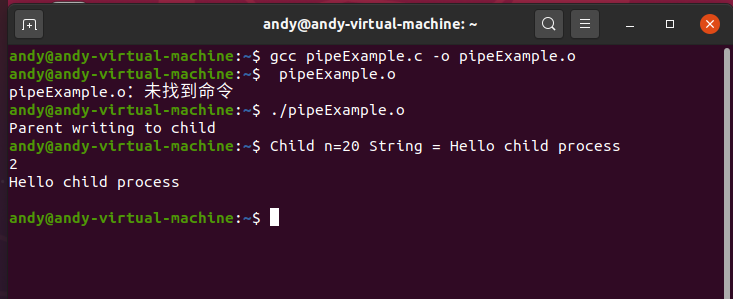 andy@andy-virtual-machine: ~
andy@andy-virtual-machine:~$ gcc pipeExample.c -o pipeExample.o
andy@andy-virtual-machine:~$  pipeExample.o
pipeExample.o：未找到命令
andy@andy-virtual-machine:~$ ./pipeExample.o
Parent writing to child
andy@andy-virtual-machine:~$ Child n=20 String = Hello child process
2
Hello child process
andy@andy-virtual-machine:~$